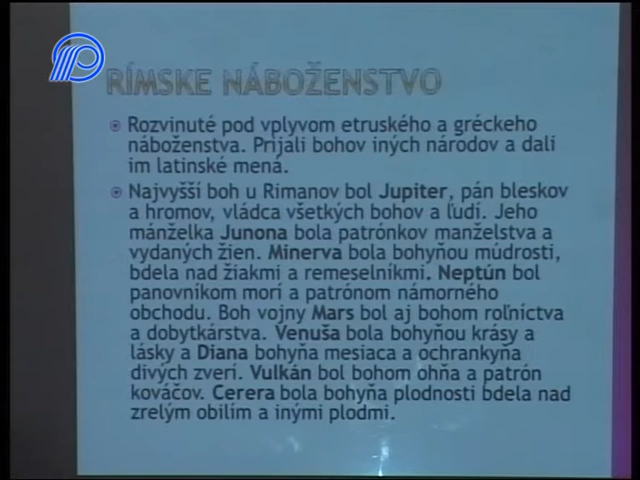 RÍMSKE NÁBOŽENSTVO
Rozvinuté pod vplyvom etruského a gréckeho
náboženstva. Prijali bohov iných národov a dali
im latinské mená.
Najvyšší boh u Rimanov bol Jupiter, pán bleskov
a hromov, vládca všetkých bohov a ľudí. Jeho
mánželka Junona bola patrónkov manželstva a
vydaných žien. Minerva bola bohyňou múdrosti,
bdela nad žiakmi a remeselníkmi. Neptún bol
panovníkom morí a patrónom námorného
obchodu. Boh vojny Mars bol aj bohom roľníctva
a dobytkárstva. Venuša bola bohyňou krásy a
lásky a Diana bohyňa mesiaca a ochrankyňa
divých zverí. Vulkán bol bohom ohňa a patrón
kováčov. Cerera bola bohyňa plodnosti bdela nad
zrelým obilím a inými plodmi.